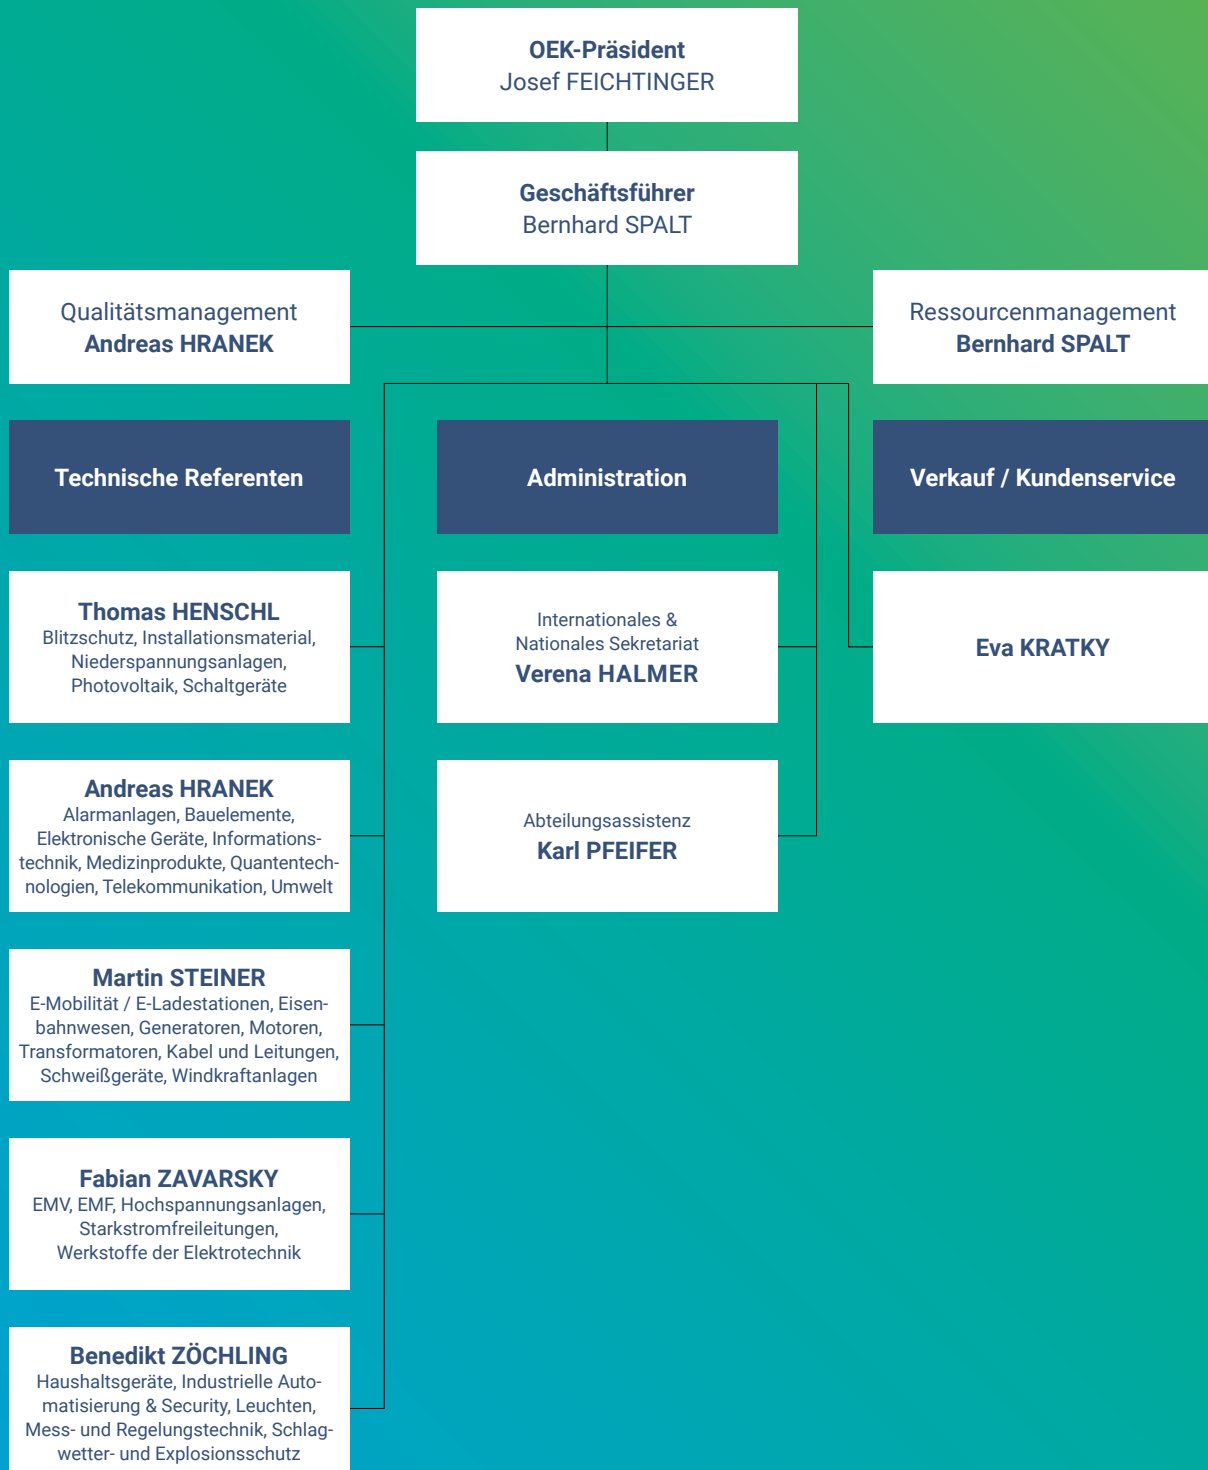 OEK-Präsident
Josef FEICHTINGER
Geschäftsführer
Bernhard SPALT
Qualitätsmanagement
Andreas HRANEK
Ressourcenmanagement
Bernhard SPALT
Technische Referenten
Administration
Verkauf / Kundenservice
Thomas HENSCHL
Blitzschutz, Installationsmaterial,
Niederspannungsanlagen,
Photovoltaik, Schaltgeräte
Internationales &
Nationales Sekretariat
Verena HALMER
Eva KRATKY
Andreas HRANEK
Alarmanlagen, Bauelemente,
Elektronische Geräte, Informations-
technik, Medizinprodukte, Quantentech-
nologien, Telekommunikation, Umwelt
Abteilungsassistenz
Karl PFEIFER
Martin STEINER
E-Mobilität / E-Ladestationen, Eisen-
bahnwesen, Generatoren, Motoren,
Transformatoren, Kabel und Leitungen,
Schweißgeräte, Windkraftanlagen
Fabian ZAVARSKY
EMV, EMF, Hochspannungsanlagen,
Starkstromfreileitungen,
Werkstoffe der Elektrotechnik
Benedikt ZÖCHLING
Haushaltsgeräte, Industrielle Auto-
matisierung & Security, Leuchten,
Mess- und Regelungstechnik, Schlag-
wetter- und Explosionsschutz